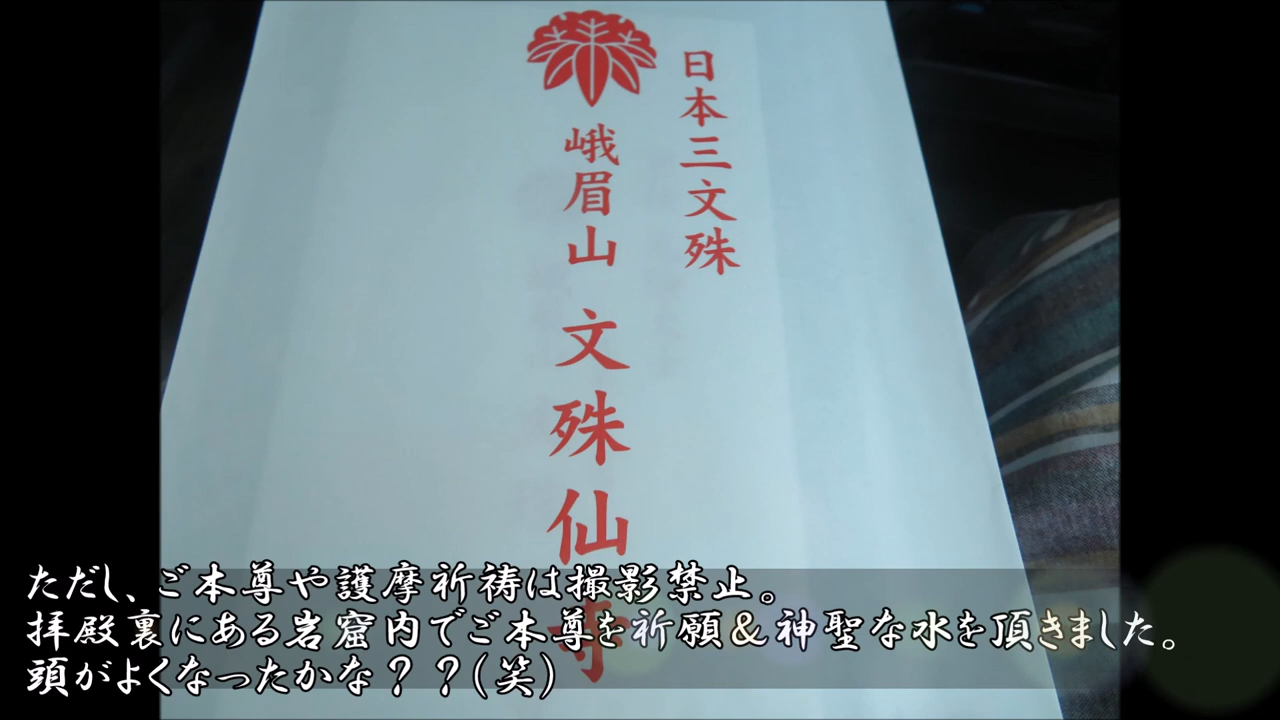 日本三文殊
峨眉山 文殊仙寺
ただし、ご本尊や護摩祈祷は撮影禁止。
拝殿裏にある岩窟内でご本尊を祈願＆神聖な水を頂きました。
頭がよくなったかな？？(笑)